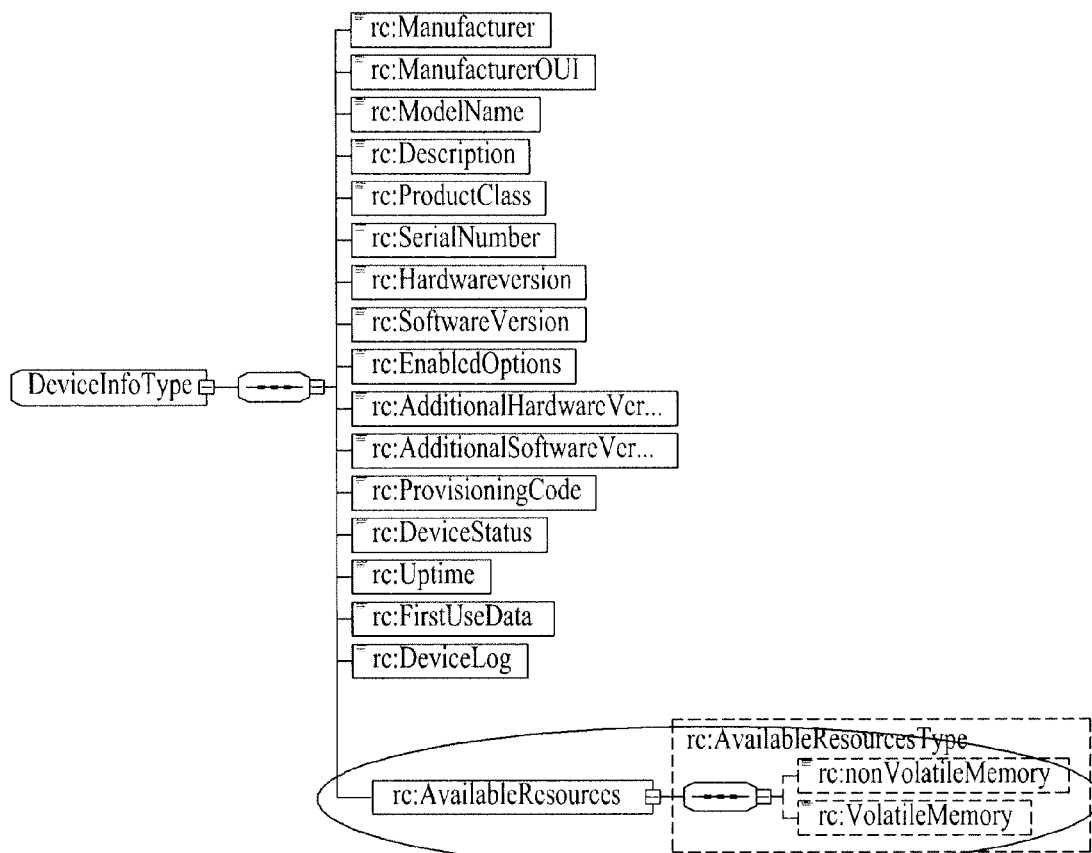 rc:Manufacturer
rc:ManufacturerOUI
rc:ModelName
rc:Description
rc:ProductClass
rc:SerialNumber
rc:Hardwareversion
rc:SoftwareVersion
rc:EnabledOptions
DeviceInfoType
rc:AdditionalHardwareVer...
rc:AdditionalSoftwareVer...
rc:ProvisioningCode
rc:DeviceStatus
rc:Uptime
rc:FirstUseData
rc:DeviceLog
rc:AvailableResourcesType
rc:nonVolatileMemory
rc:AvailableResources
rc:VolatileMemory